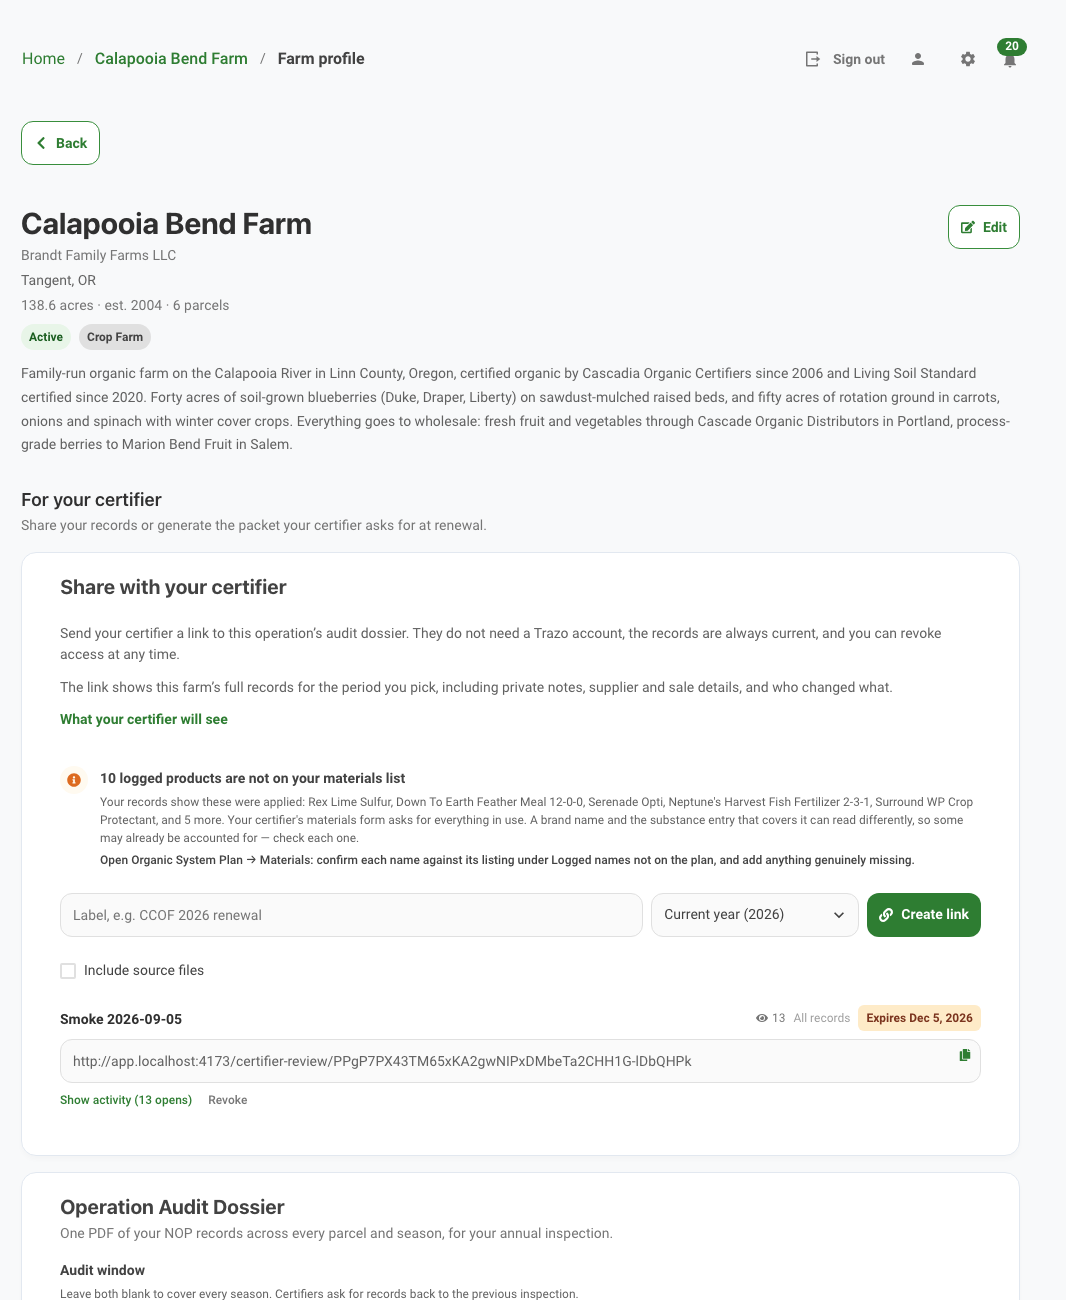 Home / Calapooia Bend Farm / Farm profile
Sign out
20
Back
Calapooia Bend Farm
Edit
Brandt Family Farms LLC
Tangent, OR
138.6 acres · est. 2004 · 6 parcels
Active Crop Farm
Family-run organic farm on the Calapooia River in Linn County, Oregon, certified organic by Cascadia Organic Certifiers since 2006 and Living Soil Standard
certified since 2020. Forty acres of soil-grown blueberries (Duke, Draper, Liberty) on sawdust-mulched raised beds, and fifty acres of rotation ground in carrots,
onions and spinach with winter cover crops. Everything goes to wholesale: fresh fruit and vegetables through Cascade Organic Distributors in Portland, process-
grade berries to Marion Bend Fruit in Salem.
For your certifier
Share your records or generate the packet your certifier asks for at renewal.
Share with your certifier
Send your certifier a link to this operation’s audit dossier. They do not need a Trazo account, the records are always current, and you can revoke
access at any time.
The link shows this farm’s full records for the period you pick, including private notes, supplier and sale details, and who changed what.
What your certifier will see
10 logged products are not on your materials list
Your records show these were applied: Rex Lime Sulfur, Down To Earth Feather Meal 12-0-0, Serenade Opti, Neptune's Harvest Fish Fertilizer 2-3-1, Surround WP Crop
Protectant, and 5 more. Your certifier's materials form asks for everything in use. A brand name and the substance entry that covers it can read differently, so some
may already be accounted for — check each one.
Open Organic System Plan → Materials: confirm each name against its listing under Logged names not on the plan, and add anything genuinely missing.
Label, e.g. CCOF 2026 renewal
Current year (2026)
Create link
Include source files
Smoke 2026-09-05
13 All records Expires Dec 5, 2026
http://app.localhost:4173/certifier-review/PPgP7PX43TM65xKA2gwNIPxDMbeTa2CHH1G-lDbQHPk
Show activity (13 opens) Revoke
Operation Audit Dossier
One PDF of your NOP records across every parcel and season, for your annual inspection.
Audit window
Leave both blank to cover every season. Certifiers ask for records back to the previous inspection.